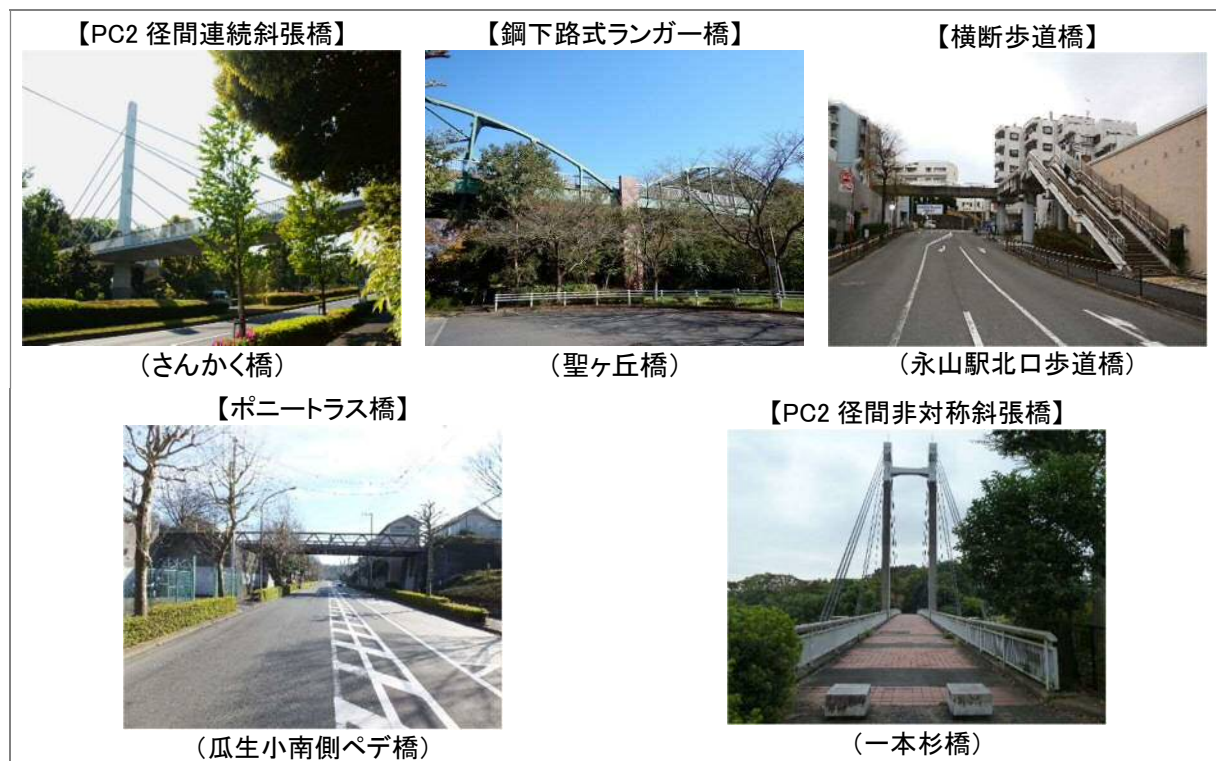 【PC2 径間連続斜張橋】
【鋼下路式ランガー橋】
【横断歩道橋】
(さんかく橋)
(聖ヶ丘橋)
(永山駅北口歩道橋)
【ポニートラス橋】
【PC2 径間非対称斜張橋】
(瓜生小南側ペデ橋)
(一本杉橋)